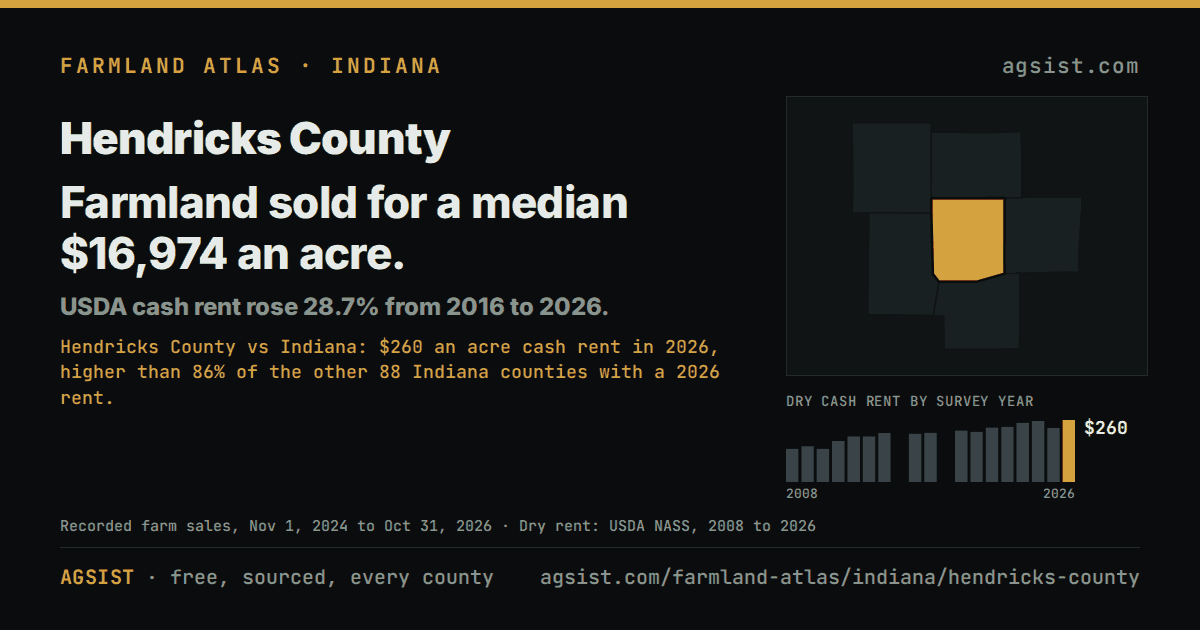 FARMLAND ATLAS · INDIANA
agsist.com
Hendricks County
Farmland sold for a median
$16,974 an acre.
USDA cash rent rose 28.7% from 2016 to 2026.
Hendricks County vs Indiana: $260 an acre cash rent in 2026,
higher than 86% of the other 88 Indiana counties with a 2026
rent.
DRY CASH RENT BY SURVEY YEAR
$260
2008
2026
Recorded farm sales, Nov 1, 2024 to Oct 31, 2026 · Dry rent: USDA NASS, 2008 to 2026
AGSIST · free, sourced, every county
agsist.com/farmland-atlas/indiana/hendricks-county